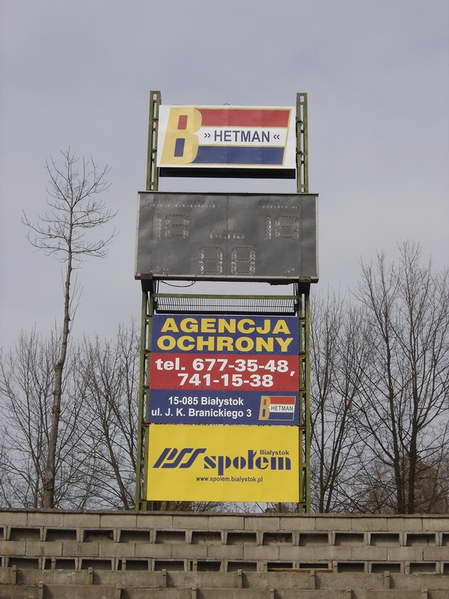 B » HETMAN «
AGENCJA
OCHRONY
tel. 677-35-48,
741-15-38
15-085 Białystok
ul. J. K. Branickiego 3
B HETMAN
PSS społem
Białystok
www.spolem.bialystok.pl